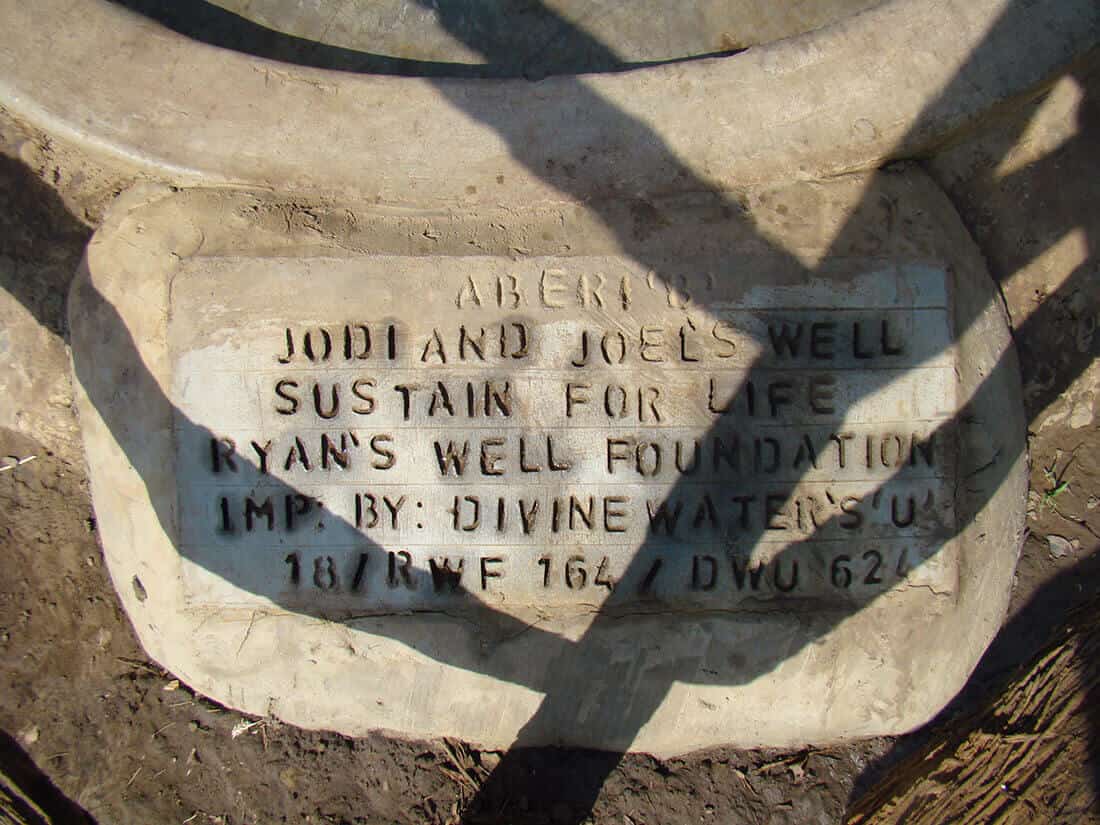 ABERI 'B'
JODI AND JOEL'S WELL
SUSTAIN FOR LIFE
RYAN'S WELL FOUNDATION
IMP: BY: DIVINE WATER'S 'U'
18/RWF 164 / DWU 624